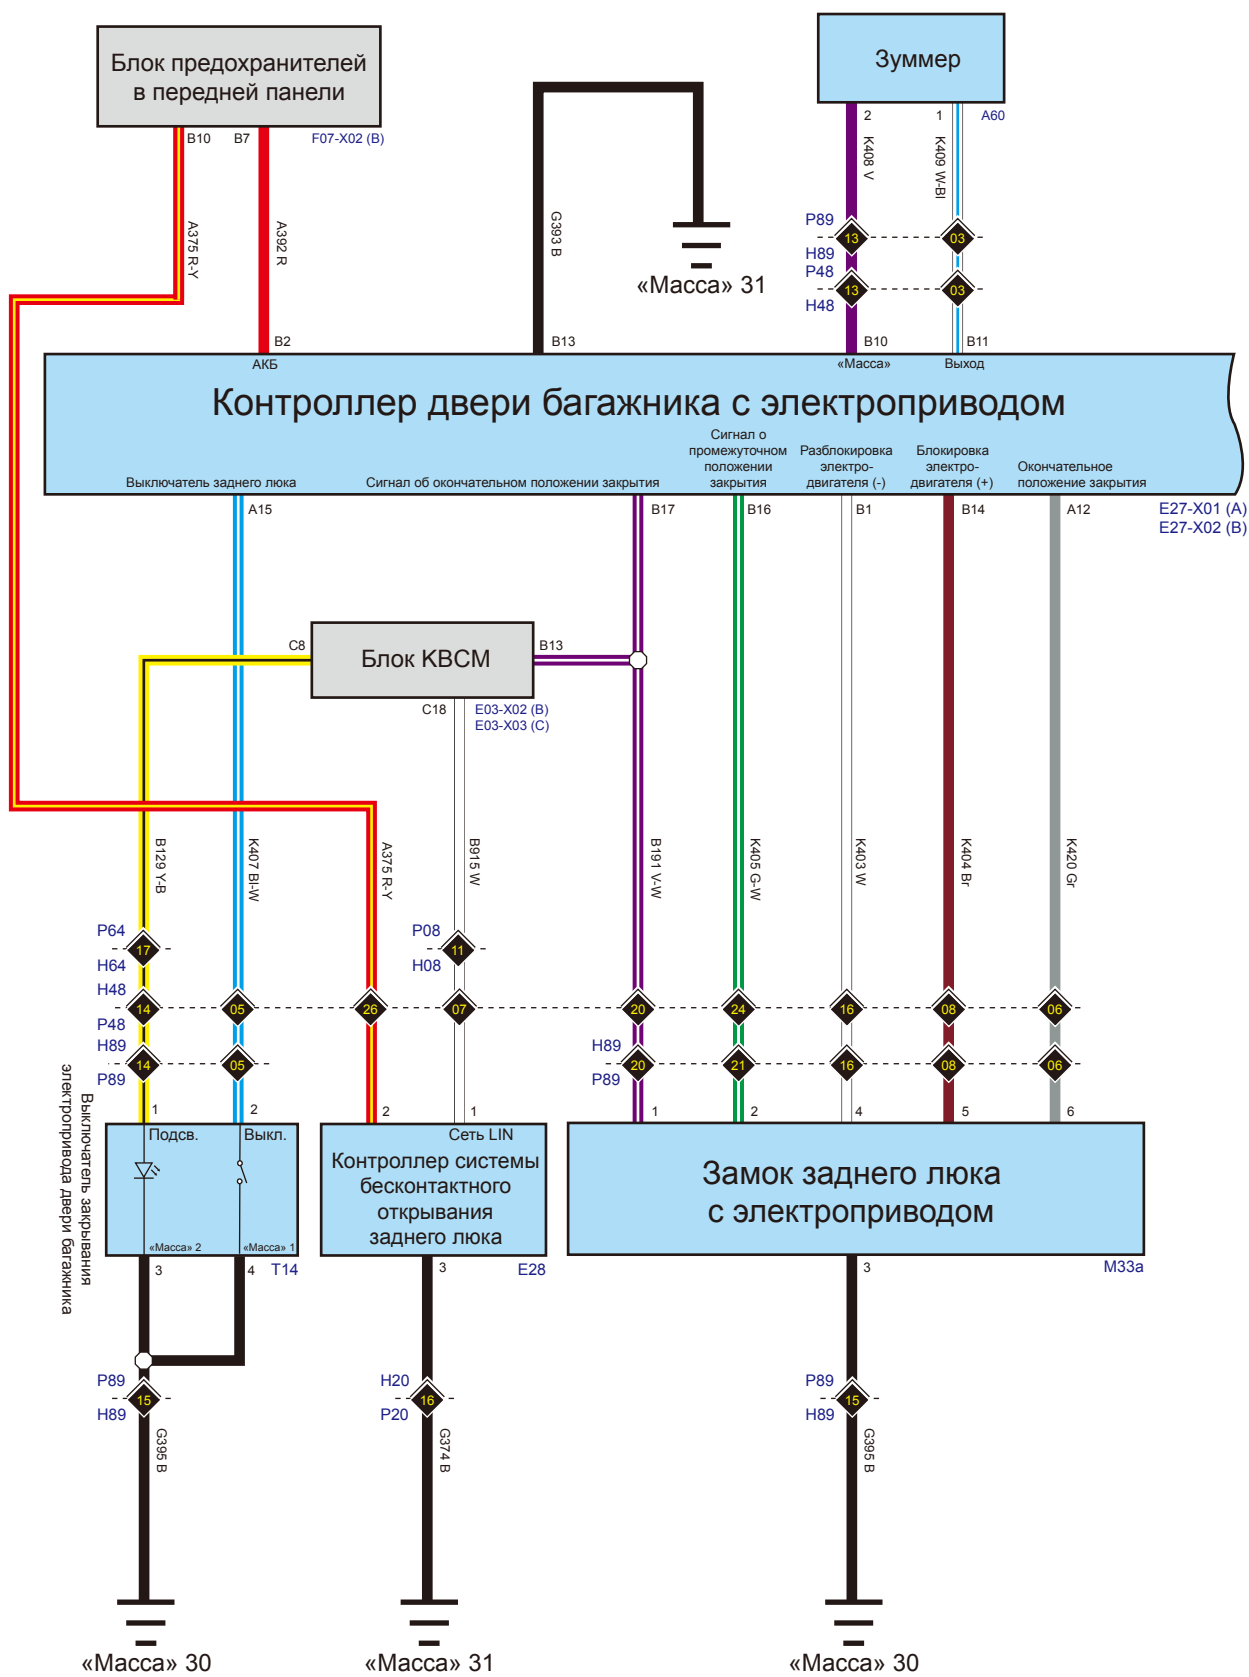 Блок предохранителей
в передней панели
B10
B7
F07-X02 (B)
A375 R-Y
A392 R
G393 B
«Масса» 31
Зуммер
2
1
A60
K408 V
K409 W-Bl
P89
H89
13
03
P48
H48
13
03
B2
B13
B10
B11
АКБ
«Масса»
Выход
Контроллер двери багажника с электроприводом
Выключатель заднего люка
Сигнал об окончательном положении закрытия
Сигнал о
промежуточном
положении
закрытия
Разблокировка
электро-
двигателя (-)
Блокировка
электро-
двигателя (+)
Окончательное
положение закрытия
A15
B17
B16
B1
B14
A12
E27-X01 (A)
E27-X02 (B)
C8
Блок KBCM
B13
C18
E03-X02 (B)
E03-X03 (C)
B129 Y-B
K407 Bl-W
A375 R-Y
B915 W
B191 V-W
K405 G-W
K403 W
K404 Br
K420 Gr
P64
17
H64
P08
11
H08
H48
14
05
26
07
20
24
16
08
06
P48
H89
14
05
P89
H89
20
21
16
08
06
P89
Выключатель закрывания
электропривода двери багажника
1
2
2
1
1
2
4
5
6
Подсв.
Выкл.
«Масса» 2
«Масса» 1
Сеть LIN
Контроллер системы
бесконтактного
открывания
заднего люка
Замок заднего люка
с электроприводом
3
4
T14
3
E28
3
M33a
P89
15
H89
H20
16
P20
P89
15
H89
G395 B
G374 B
G395 B
«Масса» 30
«Масса» 31
«Масса» 30